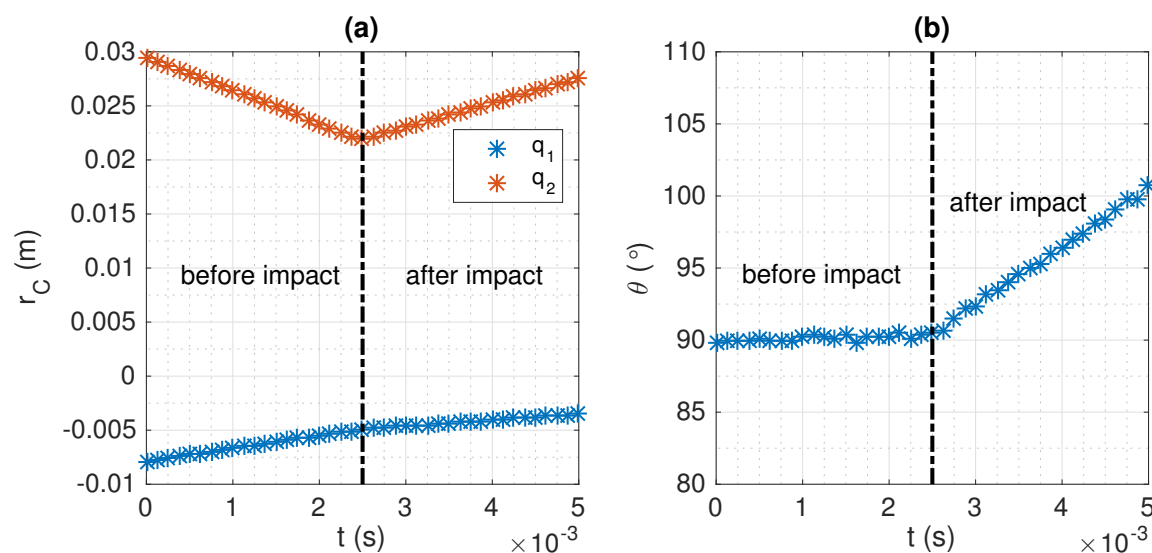 (a)
0.03
0.025
0.02
0.015
0.01
0.005
0
-0.005
-0.01
r_C (m)
before impact
after impact
q_1
q_2
0 1 2 3 4 5
t (s)
×10^-3
(b)
110
105
100
95
90
85
80
θ (°)
before impact
after impact
0 1 2 3 4 5
t (s)
×10^-3